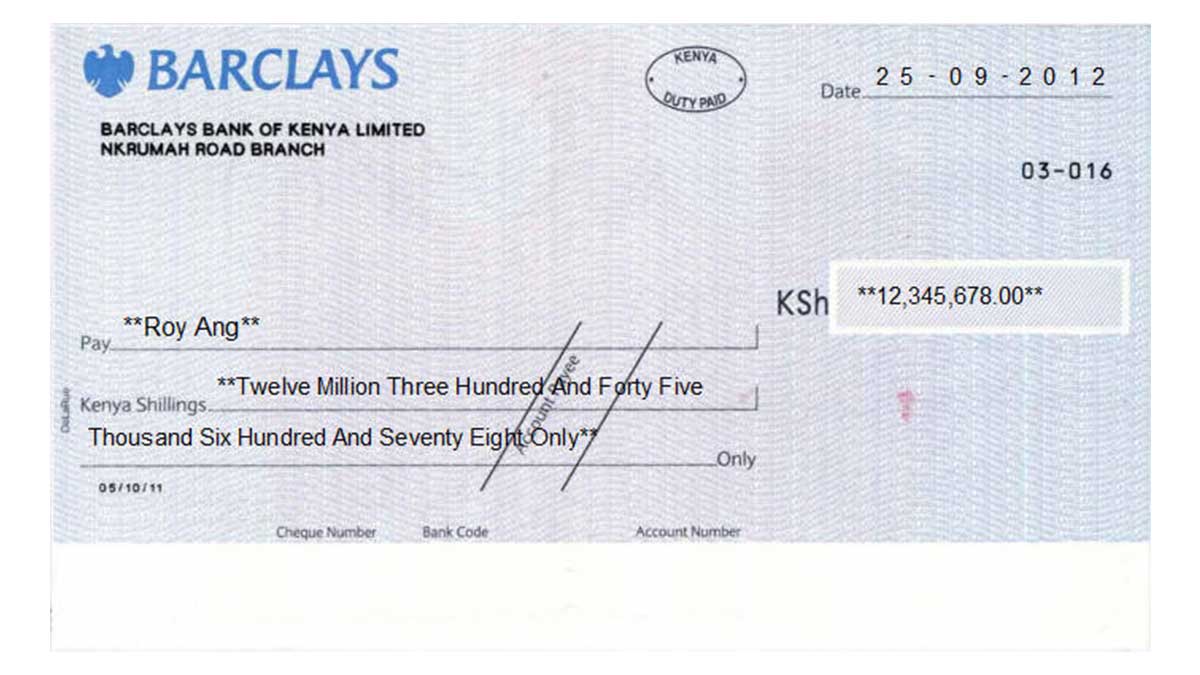 BARCLAYS
KENYA
DUTY PAID
Date 25-09-2012
BARCLAYS BANK OF KENYA LIMITED
NKRUMAH ROAD BRANCH
03-016
KSh **12,345,678.00**
Pay **Roy Ang**
Account Payee
Kenya Shillings **Twelve Million Three Hundred And Forty Five
Thousand Six Hundred And Seventy Eight Only**
Only
DeLaRue
05/10/11
Cheque Number Bank Code Account Number